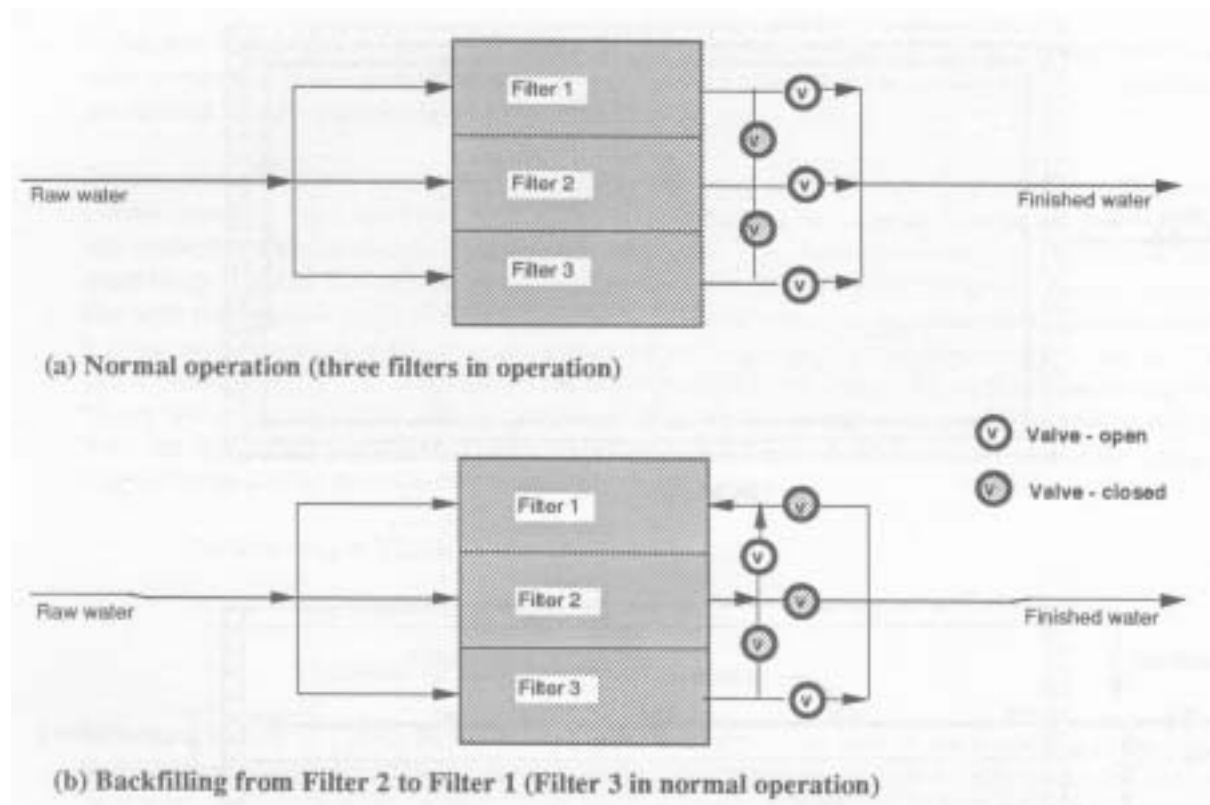 Filter 1
v
v
Raw water
Filter 2
v
Finished water
v
Filter 3
v
(a) Normal operation (three filters in operation)
v Valve - open
v Valve - closed
Filter 1
v
v
Raw water
Filter 2
v
Finished water
v
Filter 3
v
(b) Backfilling from Filter 2 to Filter 1 (Filter 3 in normal operation)